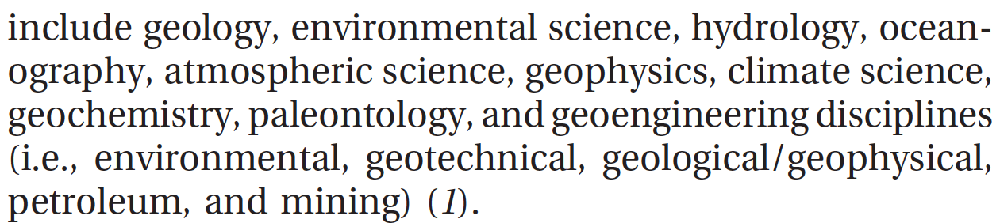 include geology, environmental science, hydrology, ocean-
ography, atmospheric science, geophysics, climate science,
geochemistry, paleontology, and geoengineering disciplines
(i.e., environmental, geotechnical, geological/geophysical,
petroleum, and mining) (1).